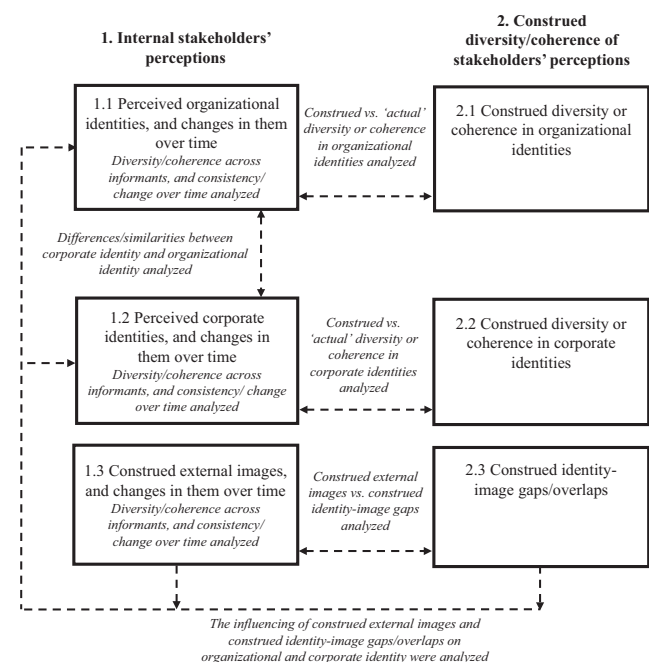 1. Internal stakeholders’
perceptions
2. Construed
diversity/coherence of
stakeholders’ perceptions
1.1 Perceived organizational
identities, and changes in them
over time
Diversity/coherence across
informants, and consistency/
change over time analyzed
Construed vs. ‘actual’
diversity or coherence
in organizational
identities analyzed
2.1 Construed diversity or
coherence in organizational
identities
Differences/similarities between
corporate identity and organizational
identity analyzed
1.2 Perceived corporate
identities, and changes in
them over time
Diversity/coherence across
informants, and consistency/ change
over time analyzed
Construed vs.
‘actual’ diversity or
coherence in
corporate identities
analyzed
2.2 Construed diversity or
coherence in corporate
identities
1.3 Construed external images,
and changes in them over time
Diversity/coherence across
informants, and consistency/
change over time analyzed
Construed external
images vs. construed
identity-image gaps
analyzed
2.3 Construed identity-
image gaps/overlaps
The influencing of construed external images and
construed identity-image gaps/overlaps on
organizational and corporate identity were analyzed